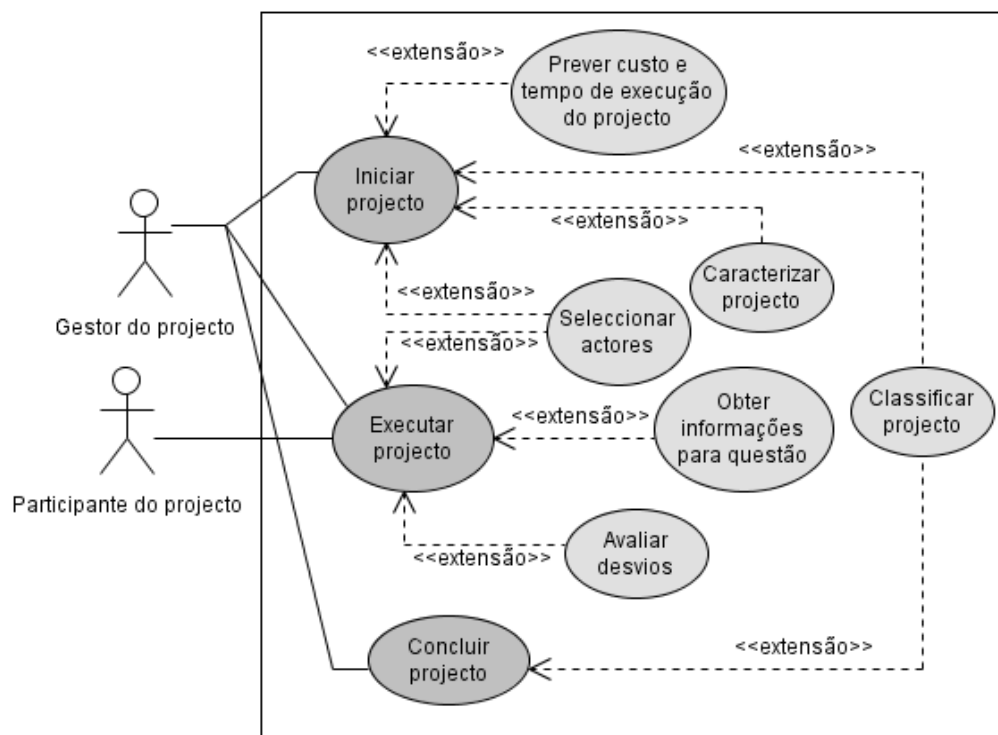 <<extensão>>
Prever custo e
tempo de execução
do projecto
<<extensão>>
Iniciar
projecto
<<extensão>>
Caracterizar
projecto
<<extensão>>
Seleccionar
actores
<<extensão>>
Gestor do projecto
Classificar
projecto
Obter
informações
para questão
<<extensão>>
Executar
projecto
Participante do projecto
Avaliar
desvios
<<extensão>>
Concluir
projecto
<<extensão>>